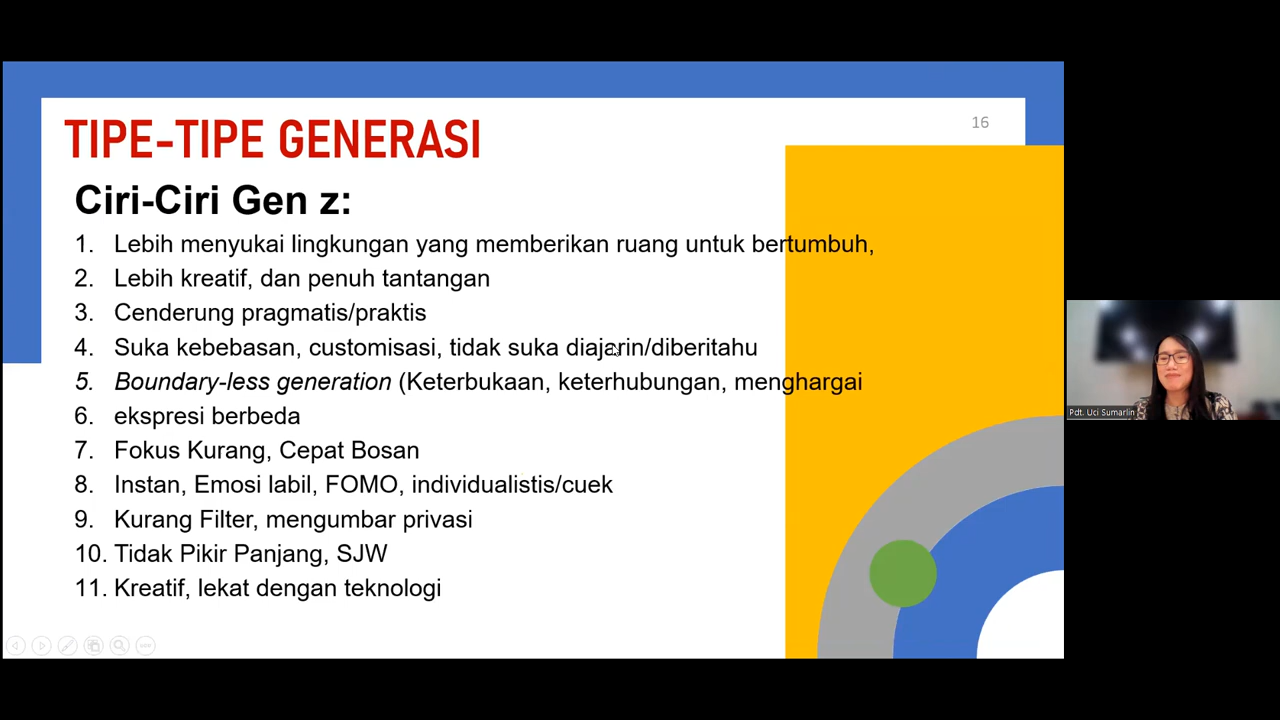 16
TIPE-TIPE GENERASI
Ciri-Ciri Gen z:
1. Lebih menyukai lingkungan yang memberikan ruang untuk bertumbuh,
2. Lebih kreatif, dan penuh tantangan
3. Cenderung pragmatis/praktis
4. Suka kebebasan, customisasi, tidak suka diajarin/diberitahu
5. Boundary-less generation (Keterbukaan, keterhubungan, menghargai
6. ekspresi berbeda
7. Fokus Kurang, Cepat Bosan
8. Instan, Emosi labil, FOMO, individualistis/cuek
9. Kurang Filter, mengumbar privasi
10. Tidak Pikir Panjang, SJW
11. Kreatif, lekat dengan teknologi
Pdt. Uci Sumarlin